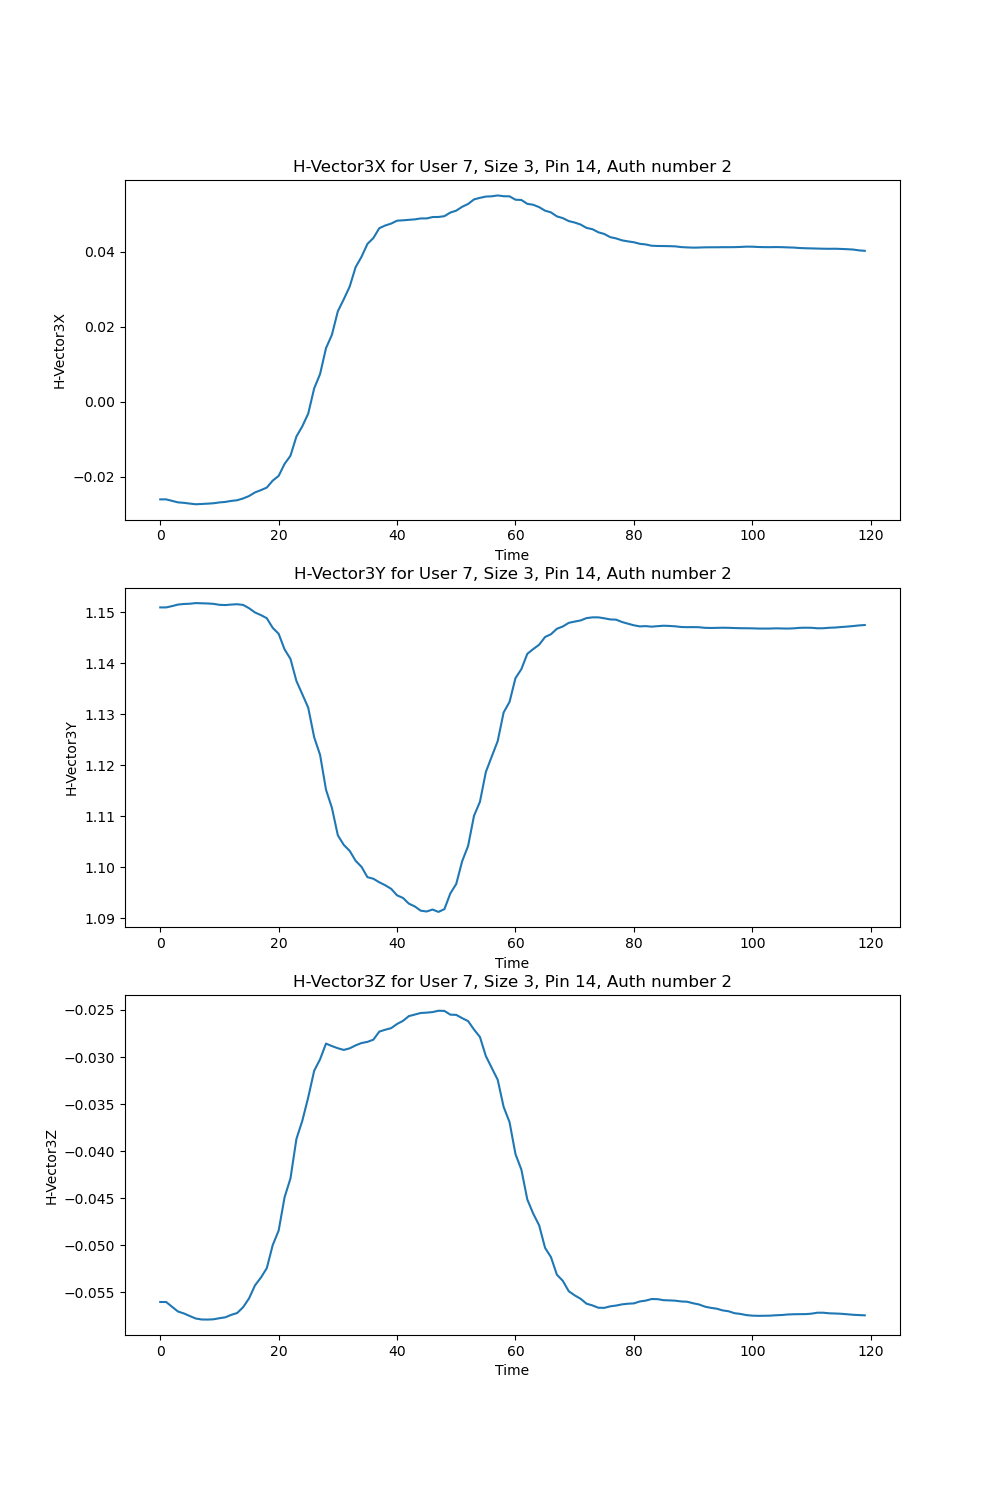 H-Vector3X for User 7, Size 3, Pin 14, Auth number 2
H-Vector3X
0.04
0.02
0.00
−0.02
0 20 40 60 80 100 120
Time
H-Vector3Y for User 7, Size 3, Pin 14, Auth number 2
H-Vector3Y
1.15
1.14
1.13
1.12
1.11
1.10
1.09
0 20 40 60 80 100 120
Time
H-Vector3Z for User 7, Size 3, Pin 14, Auth number 2
H-Vector3Z
−0.025
−0.030
−0.035
−0.040
−0.045
−0.050
−0.055
0 20 40 60 80 100 120
Time